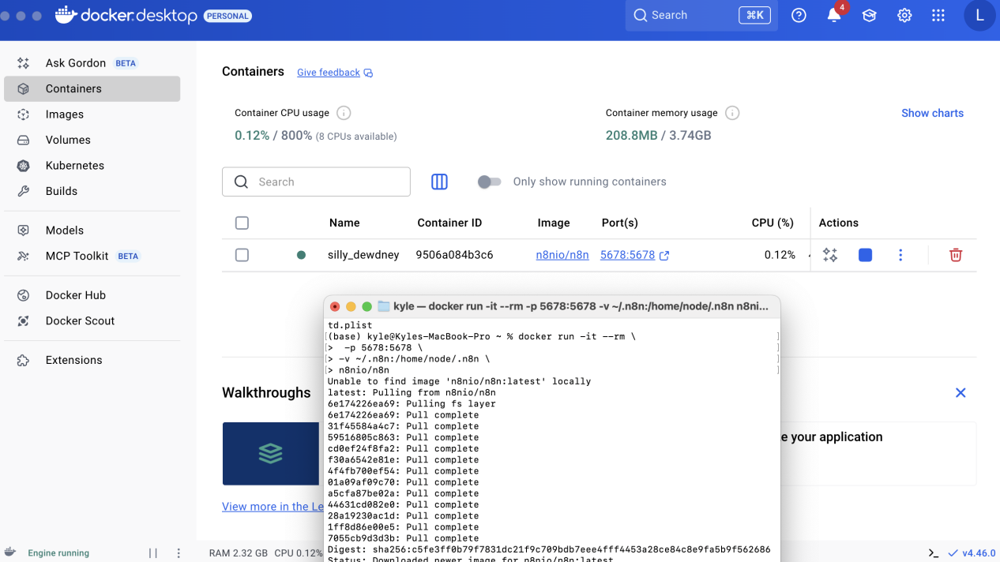 docker.desktop PERSONAL
Search ⌘K
4
L
Ask Gordon BETA
Containers
Images
Volumes
Kubernetes
Builds
Models
MCP Toolkit BETA
Docker Hub
Docker Scout
Extensions
Containers Give feedback
Container CPU usage
0.12% / 800% (8 CPUs available)
Container memory usage
208.8MB / 3.74GB
Show charts
Search
Only show running containers
Name Container ID Image Port(s) CPU (%) Actions
silly_dewdney 9506a084b3c6 n8nio/n8n 5678:5678 0.12%
kyle — docker run -it --rm -p 5678:5678 -v ~/.n8n:/home/node/.n8n n8ni...
td.plist
(base) kyle@Kyles-MacBook-Pro ~ % docker run -it --rm \
> -p 5678:5678 \
> -v ~/.n8n:/home/node/.n8n \
> n8nio/n8n
Unable to find image 'n8nio/n8n:latest' locally
latest: Pulling from n8nio/n8n
6e174226ea69: Pulling fs layer
6e174226ea69: Pull complete
31f45584a4c7: Pull complete
59516805c863: Pull complete
cd0ef24f8fa2: Pull complete
f30a6542e81e: Pull complete
4f4fb700ef54: Pull complete
01a09af09c70: Pull complete
a5cfa87be02a: Pull complete
44631cd082e0: Pull complete
28a19230ac1d: Pull complete
1ff8d86e00e5: Pull complete
7055cb9d3d3b: Pull complete
Digest: sha256:c5fe3ff0b79f7831dc21f9c709bdb7eee4fff4453a28ce84c8e9fa5b9f562686
Status: Downloaded newer image for n8nio/n8n:latest
Walkthroughs
e your application
View more in the Le
Engine running
RAM 2.32 GB CPU 0.12%
v4.46.0